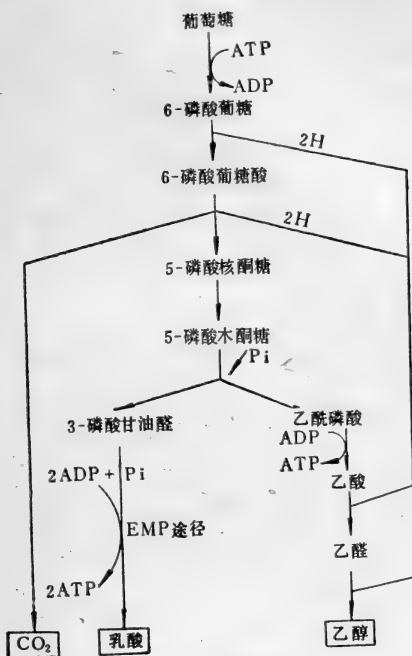 葡萄糖
ATP
ADP
6-磷酸葡糖
2H
6-磷酸葡糖酸
2H
5-磷酸核酮糖
5-磷酸木酮糖
Pi
3-磷酸甘油醛
乙酰磷酸
ADP
ATP
2ADP + Pi
乙酸
EMP途径
乙醛
2ATP
CO₂
乳酸
乙醇